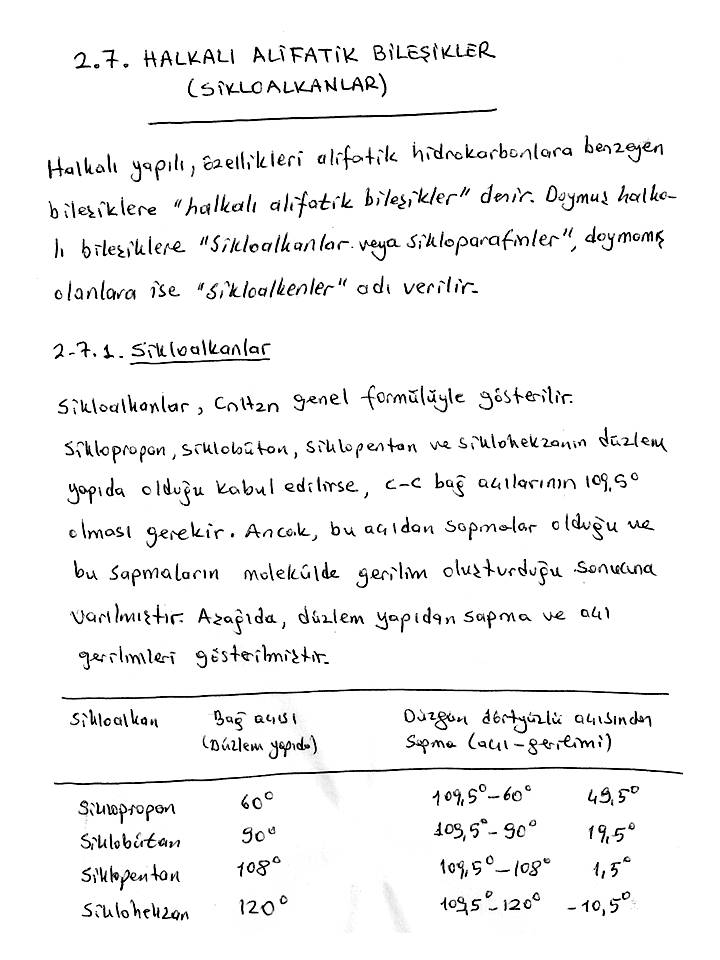 2.7. HALKALI ALİFATİK BİLEŞİKLER
(SİKLOALKANLAR)
Halkalı yapılı, özellikleri alifatik hidrokarbonlara benzeyen
bileşiklere "halkalı alifatik bileşikler" denir. Doymuş halka-
lı bileşiklere "Sikloalkanlar veya sikloparafinler", doymamış
olanlara ise "sikloalkenler" adı verilir.
2-7.1. Sikloalkanlar
Sikloalkanlar, CnH2n genel formülüyle gösterilir.
Siklopropan, siklobütan, siklopentan ve siklohekzanın düzlem
yapıda olduğu kabul edilirse, C-C bağ açılarının 109,5°
olması gerekir. Ancak, bu açıdan sapmalar olduğu ve
bu sapmaların molekülde gerilim oluşturduğu sonucuna
varılmıştır. Aşağıda, düzlem yapıdan sapma ve açı
gerilimleri gösterilmiştir.
Sikloalkan Bağ açısı Düzgün dörtyüzlü açısından
(Düzlem yapıda) Sapma (açı-gerilimi)
Siklopropan 60° 109,5°-60° 49,5°
Siklobütan 90° 109,5°-90° 19,5°
Siklopentan 108° 109,5°-108° 1,5°
Siklohekzan 120° 109,5°-120° -10,5°